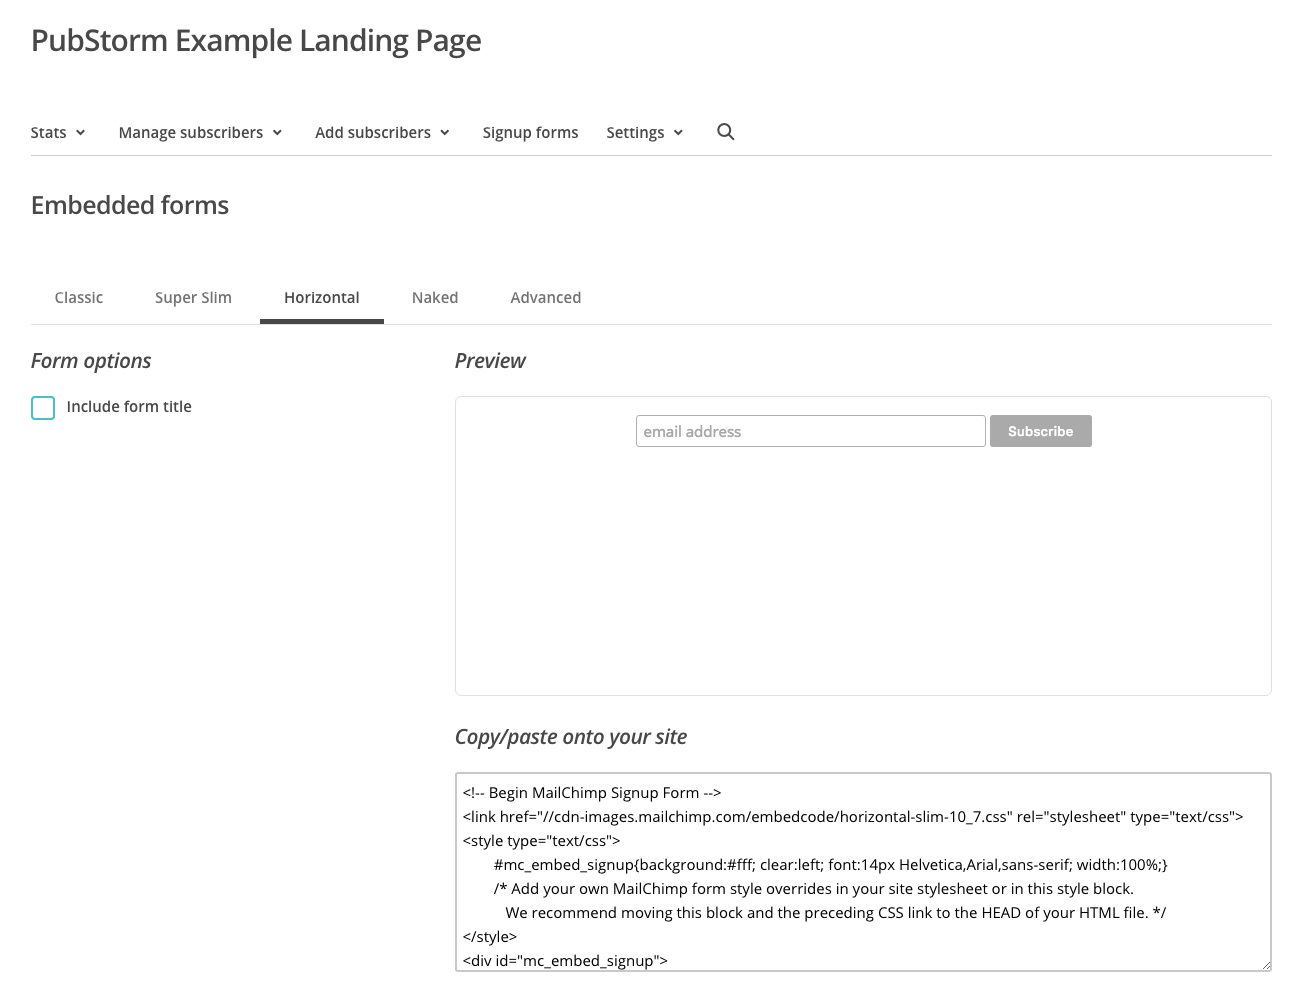 PubStorm Example Landing Page
Stats Manage subscribers Add subscribers Signup forms Settings
Embedded forms
Classic Super Slim Horizontal Naked Advanced
Form options
Include form title
Preview
email address Subscribe
Copy/paste onto your site
<!-- Begin MailChimp Signup Form -->
<link href="//cdn-images.mailchimp.com/embedcode/horizontal-slim-10_7.css" rel="stylesheet" type="text/css">
<style type="text/css">
#mc_embed_signup{background:#fff; clear:left; font:14px Helvetica,Arial,sans-serif; width:100%;}
/* Add your own MailChimp form style overrides in your site stylesheet or in this style block.
We recommend moving this block and the preceding CSS link to the HEAD of your HTML file. */
</style>
<div id="mc_embed_signup">